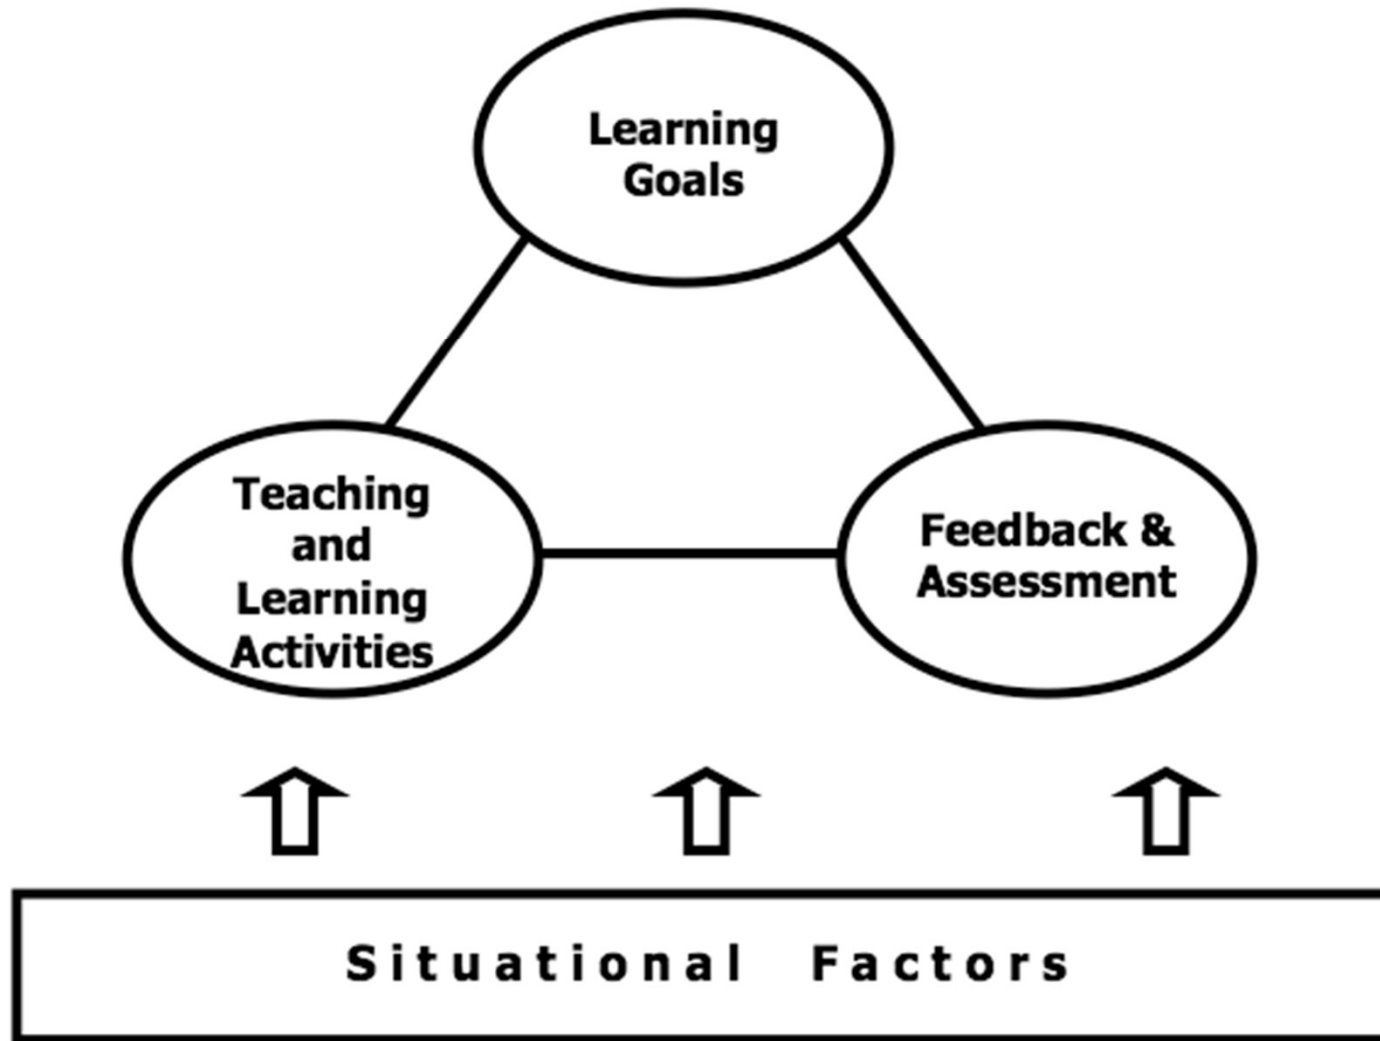 Learning
Goals
Teaching
and
Learning
Activities
Feedback &
Assessment
Situational Factors